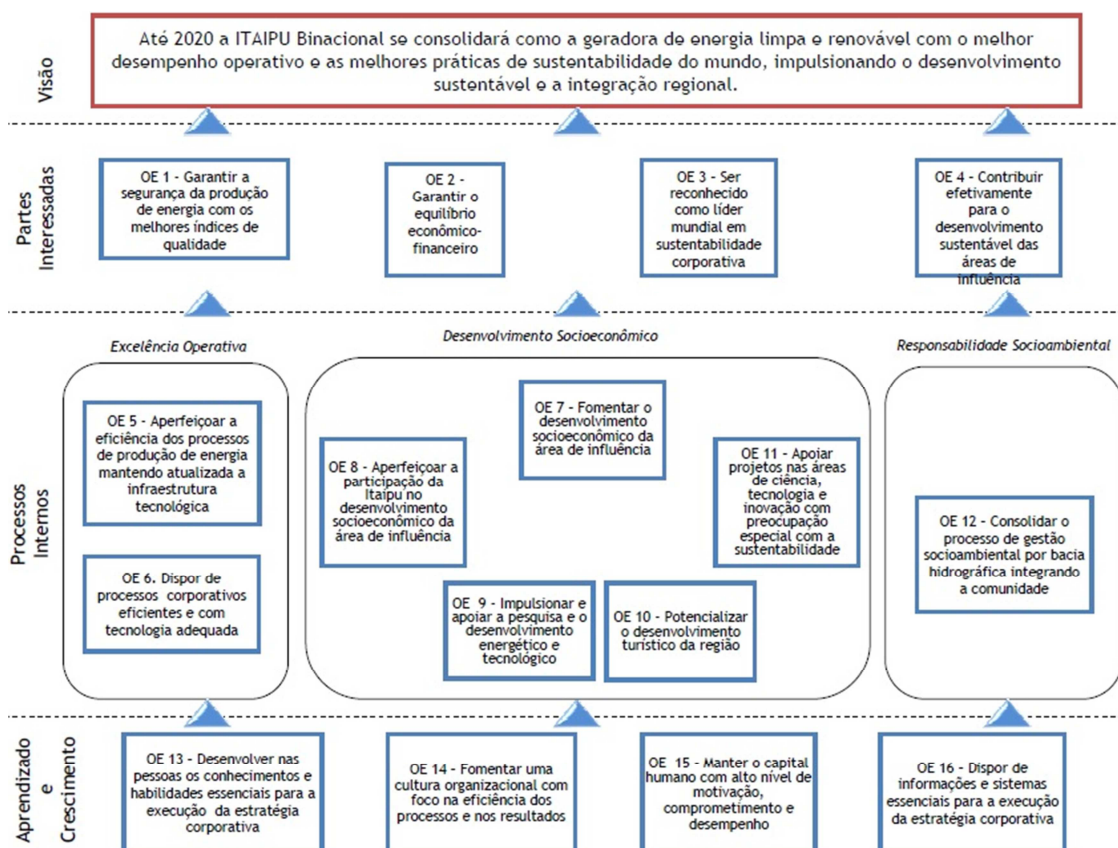 Visão
Até 2020 a ITAIPU Binacional se consolidará como a geradora de energia limpa e renovável com o melhor
desempenho operativo e as melhores práticas de sustentabilidade do mundo, impulsionando o desenvolvimento
sustentável e a integração regional.
Partes
Interessadas
OE 1 - Garantir a
segurança da produção
de energia com os
melhores índices de
qualidade
OE 2 -
Garantir o
equilíbrio
econômico-
financeiro
OE 3 - Ser
reconhecido
como líder
mundial em
sustentabilidade
corporativa
OE 4 - Contribuir
efetivamente
para o
desenvolvimento
sustentável das
áreas de
influência
Processos
Internos
Excelência Operativa
OE 5 - Aperfeiçoar a
eficiência dos processos
de produção de energia
mantendo atualizada a
infraestrutura
tecnológica
OE 6. Dispor de
processos corporativos
eficientes e com
tecnologia adequada
Desenvolvimento Socioeconômico
OE 7 - Fomentar o
desenvolvimento
socioeconômico da
área de influência
OE 8 - Aperfeiçoar a
participação da
Itaipu no
desenvolvimento
socioeconômico da
área de influência
OE 11 - Apoiar
projetos nas áreas
de ciência,
tecnologia e
inovação com
preocupação
especial com a
sustentabilidade
OE 9 - Impulsionar e
apoiar a pesquisa e o
desenvolvimento
energético e
tecnológico
OE 10 - Potencializar
o desenvolvimento
turístico da região
Responsabilidade Socioambiental
OE 12 - Consolidar o
processo de gestão
socioambiental por bacia
hidrográfica integrando
a comunidade
Aprendizado
e
Crescimento
OE 13 - Desenvolver nas
pessoas os conhecimentos e
habilidades essenciais para a
execução da estratégia
corporativa
OE 14 - Fomentar uma
cultura organizacional com
foco na eficiência dos
processos e nos resultados
OE 15 - Manter o capital
humano com alto nível de
motivação,
comprometimento e
desempenho
OE 16 - Dispor de
informações e sistemas
essenciais para a execução
da estratégia corporativa